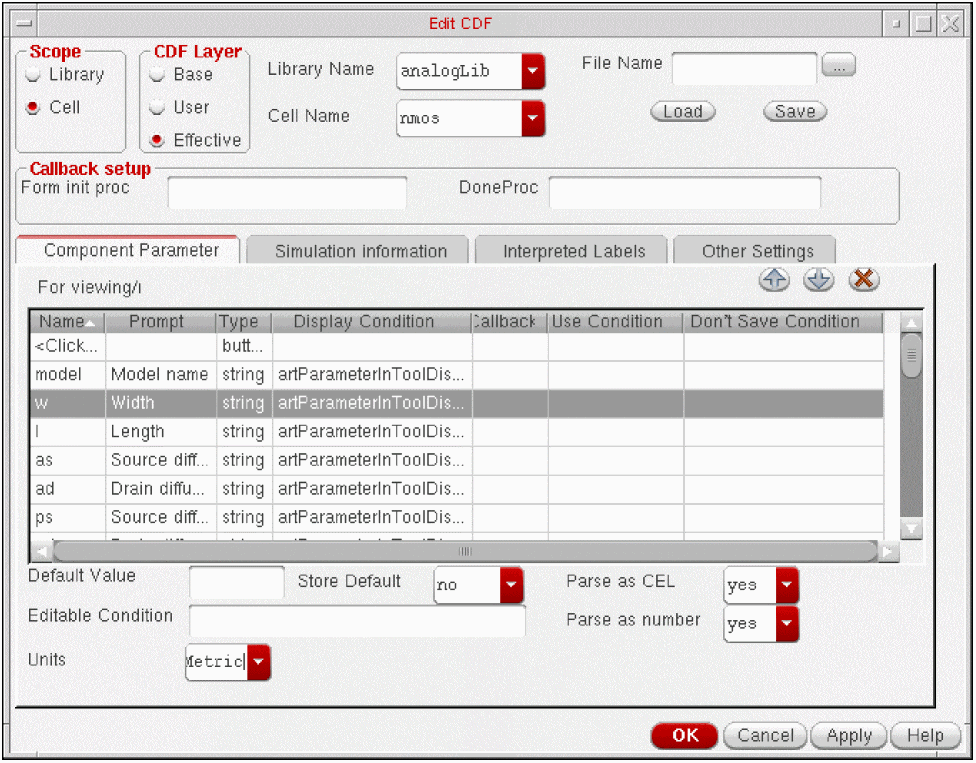 Edit CDF
Scope
CDF Layer
Library
Base
Library Name
analogLib
File Name
...
Cell
User
Cell Name
nmos
Load
Save
Effective
Callback setup
Form init proc
DoneProc
Component Parameter
Simulation information
Interpreted Labels
Other Settings
For viewing/
Name Prompt Type Display Condition Callback Use Condition Don't Save Condition
<Click... butt...
model Model name string artParameterInToolDis...
w Width string artParameterInToolDis...
l Length string artParameterInToolDis...
as Source diff... string artParameterInToolDis...
ad Drain diffu... string artParameterInToolDis...
ps Source diff... string artParameterInToolDis...
Default Value
Store Default
no
Parse as CEL
yes
Editable Condition
Parse as number
yes
Units
Metric
OK
Cancel
Apply
Help